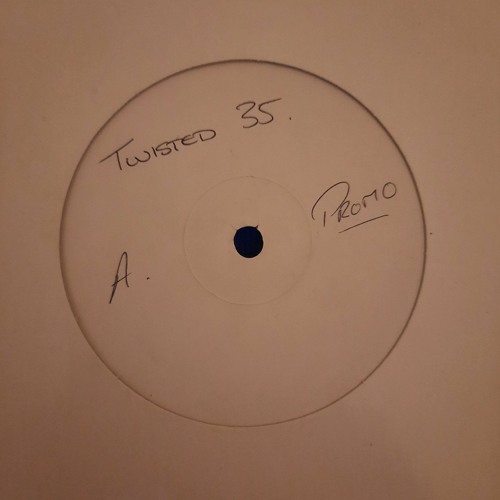 TWISTED 35.
PROMO
A.